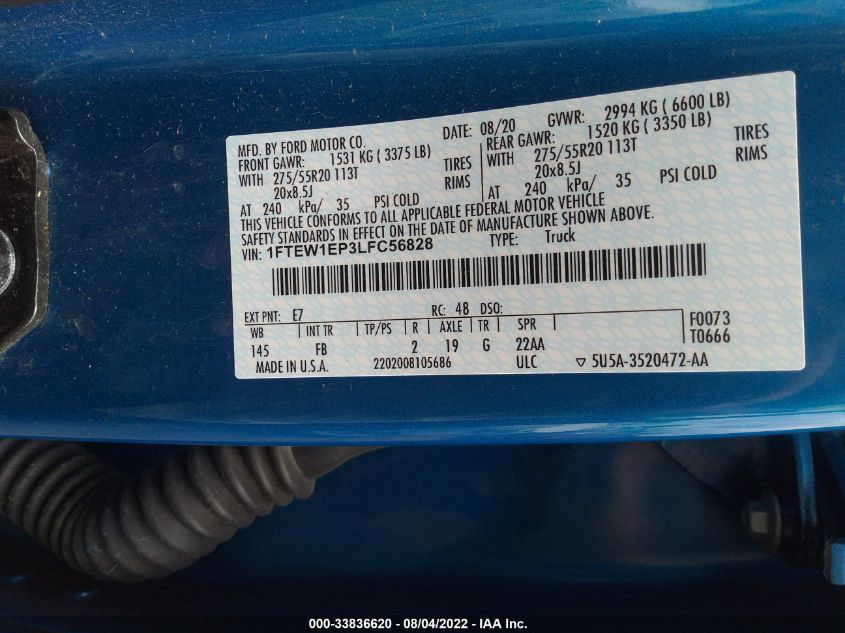 MFD. BY FORD MOTOR CO. DATE: 08/20 GVWR: 2994 KG ( 6600 LB)
FRONT GAWR: 1531 KG ( 3375 LB) REAR GAWR: 1520 KG ( 3350 LB)
WITH 275/55R20 113T TIRES WITH 275/55R20 113T TIRES
20x8.5J RIMS 20x8.5J RIMS
AT 240 kPa/ 35 PSI COLD AT 240 kPa/ 35 PSI COLD
THIS VEHICLE CONFORMS TO ALL APPLICABLE FEDERAL MOTOR VEHICLE
SAFETY STANDARDS IN EFFECT ON THE DATE OF MANUFACTURE SHOWN ABOVE.
VIN: 1FTEW1EP3LFC56828 TYPE: Truck
EXT PNT: E7 RC: 48 DSO:
WB INT TR TP/PS R AXLE TR SPR F0073
145 FB 2 19 G 22AA T0666
MADE IN U.S.A. 2202008105686 ULC ▽ 5U5A-3520472-AA
000-33836620 - 08/04/2022 - IAA Inc.